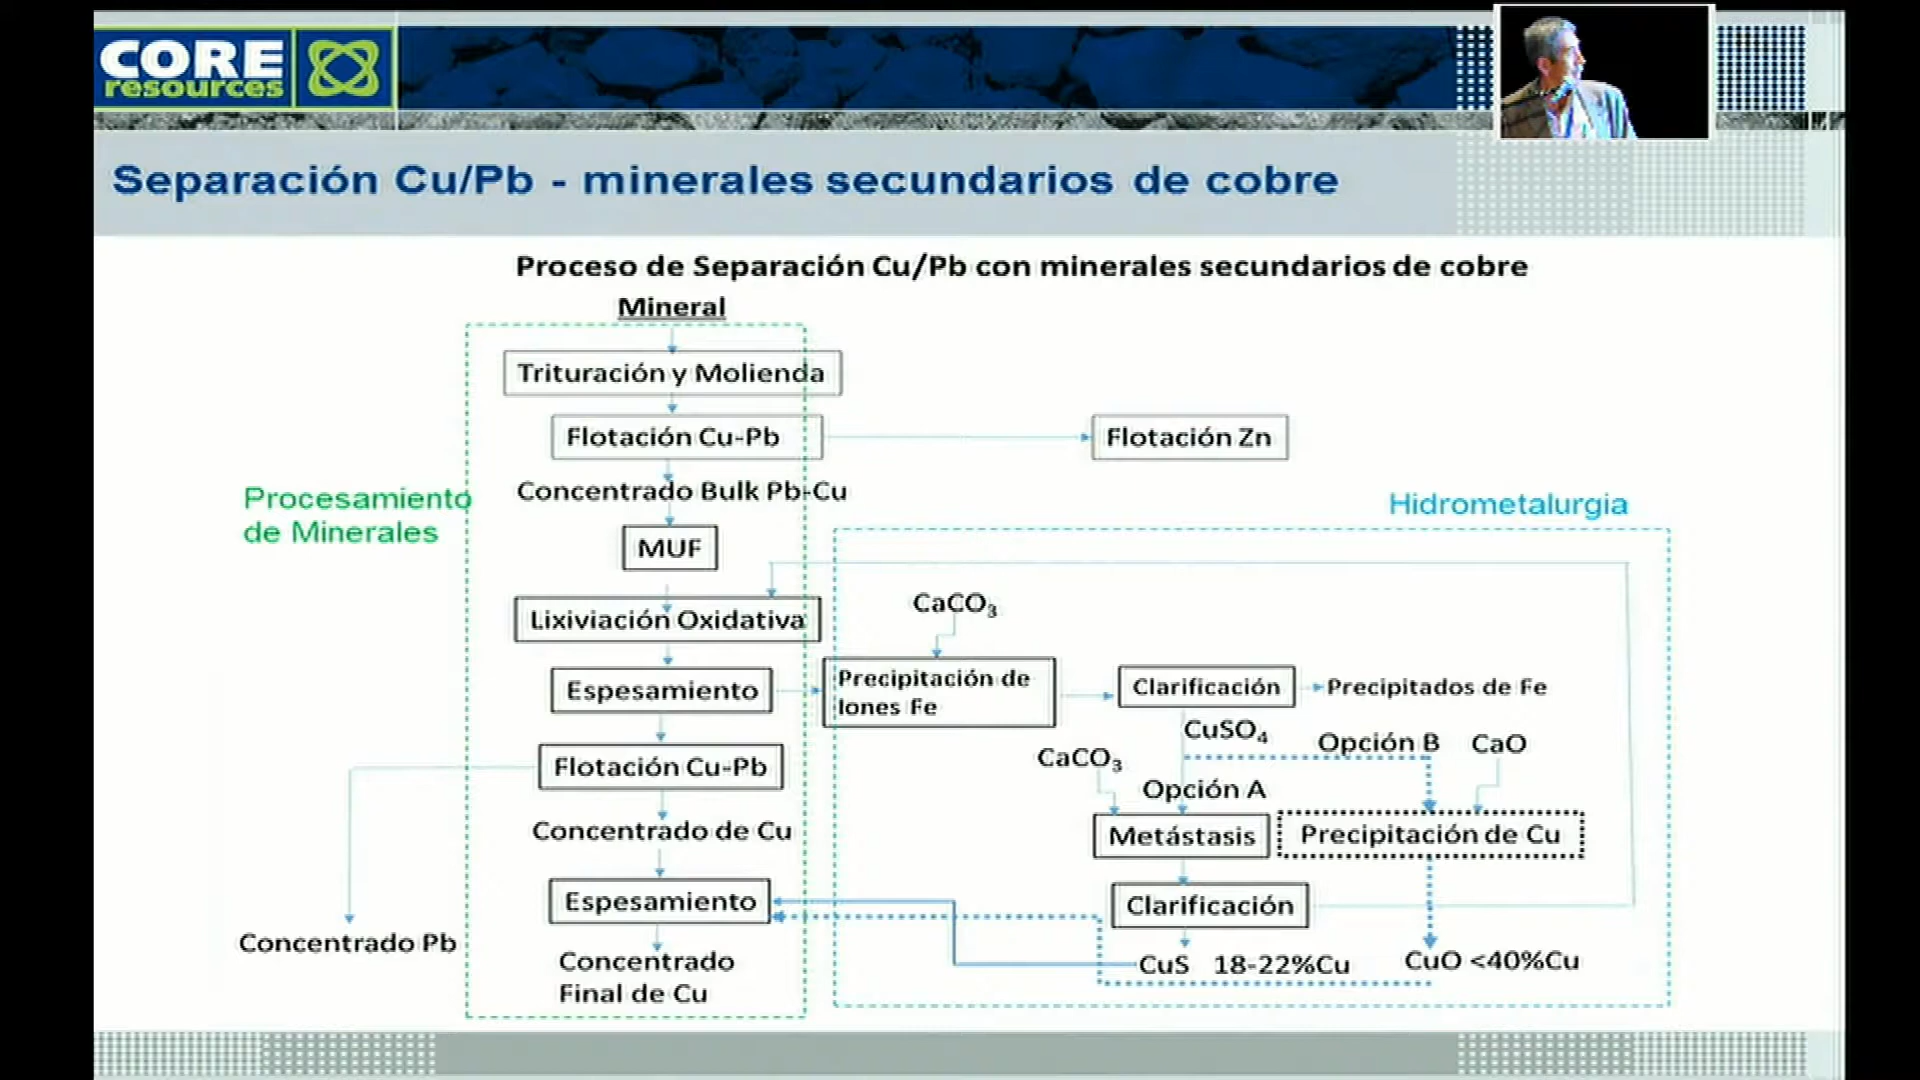 CORE
resources
Separación Cu/Pb - minerales secundarios de cobre
Proceso de Separación Cu/Pb con minerales secundarios de cobre
Mineral
Trituración y Molienda
Flotación Cu-Pb
Flotación Zn
Concentrado Bulk Pb-Cu
Procesamiento
de Minerales
Hidrometalurgia
MUF
CaCO₃
Lixiviación Oxidativa
Espesamiento
Precipitación de
Iones Fe
Clarificación
Precipitados de Fe
CuSO₄
Opción B
CaO
CaCO₃
Flotación Cu-Pb
Opción A
Concentrado de Cu
Metástasis
Precipitación de Cu
Espesamiento
Clarificación
Concentrado Pb
Concentrado
Final de Cu
CuS 18-22%Cu
CuO <40%Cu